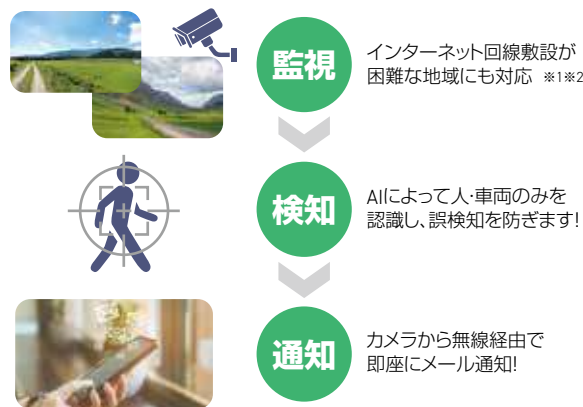 監視
インターネット回線敷設が
困難な地域にも対応 ※1※2
検知
AIによって人・車両のみを
認識し、誤検知を防ぎます!
通知
カメラから無線経由で
即座にメール通知!